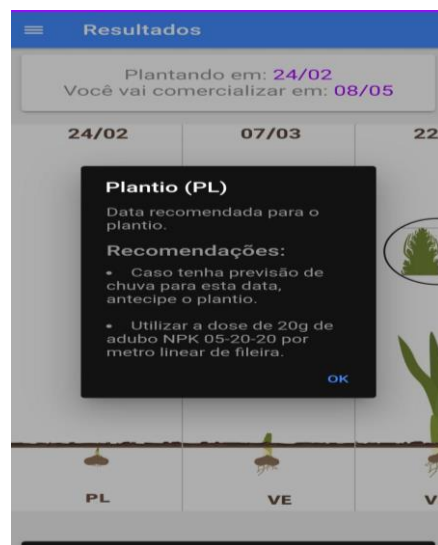 Resultados
Plantando em: 24/02
Você vai comercializar em: 08/05
24/02
07/03
22
Plantio (PL)
Data recomendada para o
plantio.
Recomendações:
• Caso tenha previsão de
chuva para esta data,
antecipe o plantio.
• Utilizar a dose de 20g de
adubo NPK 05-20-20 por
metro linear de fileira.
OK
PL
VE
V